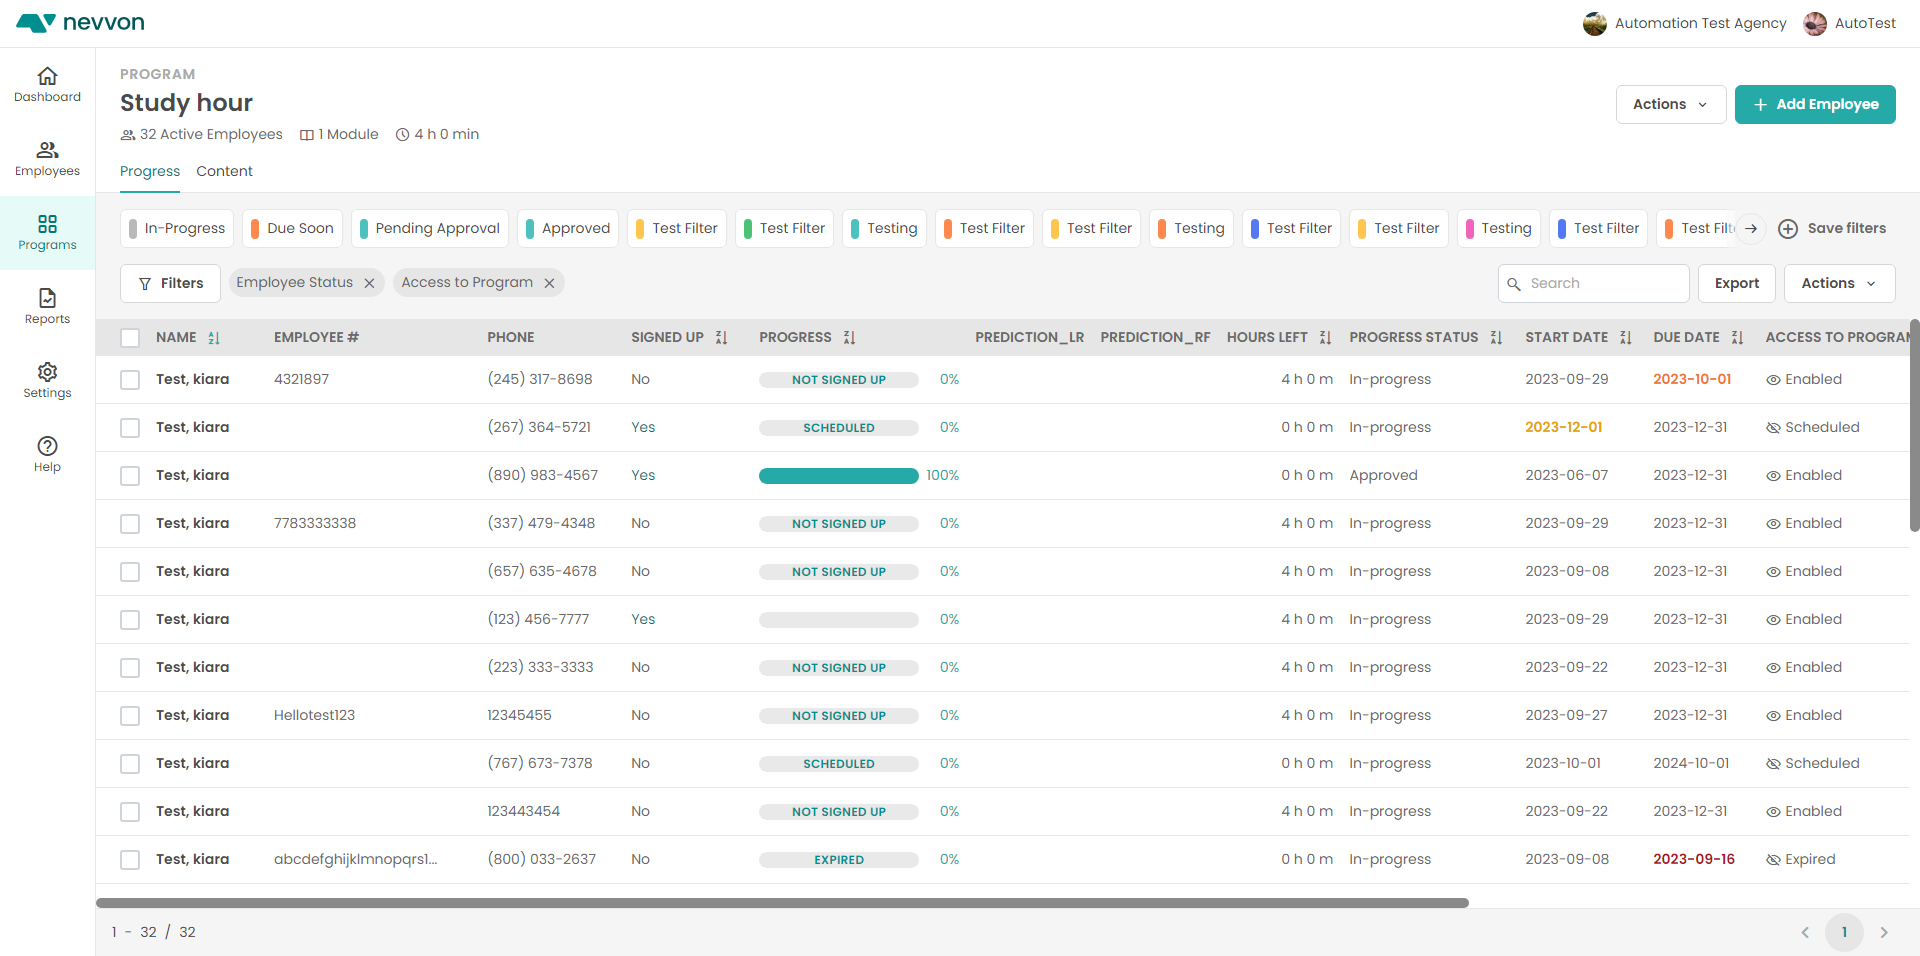 nevvon
Automation Test Agency AutoTest
Dashboard
Employees
Programs
Reports
Settings
Help
PROGRAM
Study hour
32 Active Employees 1 Module 4 h 0 min
Actions + Add Employee
Progress Content
In-Progress Due Soon Pending Approval Approved Test Filter Test Filter Testing Test Filter Test Filter Testing Test Filter Test Filter Testing Test Filter Test Filte Save filters
Filters Employee Status Access to Program Search Export Actions
NAME EMPLOYEE # PHONE SIGNED UP PROGRESS PREDICTION_LR PREDICTION_RF HOURS LEFT PROGRESS STATUS START DATE DUE DATE ACCESS TO PROGRAM
Test, kiara 4321897 (245) 317-8698 No NOT SIGNED UP 0% 4 h 0 m In-progress 2023-09-29 2023-10-01 Enabled
Test, kiara (267) 364-5721 Yes SCHEDULED 0% 0 h 0 m In-progress 2023-12-01 2023-12-31 Scheduled
Test, kiara (890) 983-4567 Yes 100% 0 h 0 m Approved 2023-06-07 2023-12-31 Enabled
Test, kiara 7783333338 (337) 479-4348 No NOT SIGNED UP 0% 4 h 0 m In-progress 2023-09-29 2023-12-31 Enabled
Test, kiara (657) 635-4678 No NOT SIGNED UP 0% 4 h 0 m In-progress 2023-09-08 2023-12-31 Enabled
Test, kiara (123) 456-7777 Yes 0% 4 h 0 m In-progress 2023-09-29 2023-12-31 Enabled
Test, kiara (223) 333-3333 No NOT SIGNED UP 0% 4 h 0 m In-progress 2023-09-22 2023-12-31 Enabled
Test, kiara Hellotest123 12345455 No NOT SIGNED UP 0% 4 h 0 m In-progress 2023-09-27 2023-12-31 Enabled
Test, kiara (767) 673-7378 No SCHEDULED 0% 0 h 0 m In-progress 2023-10-01 2024-10-01 Scheduled
Test, kiara 123443454 No NOT SIGNED UP 0% 4 h 0 m In-progress 2023-09-22 2023-12-31 Enabled
Test, kiara abcdefghijklmnopqrs1... (800) 033-2637 No EXPIRED 0% 0 h 0 m In-progress 2023-09-08 2023-09-16 Expired
1 - 32 / 32 1